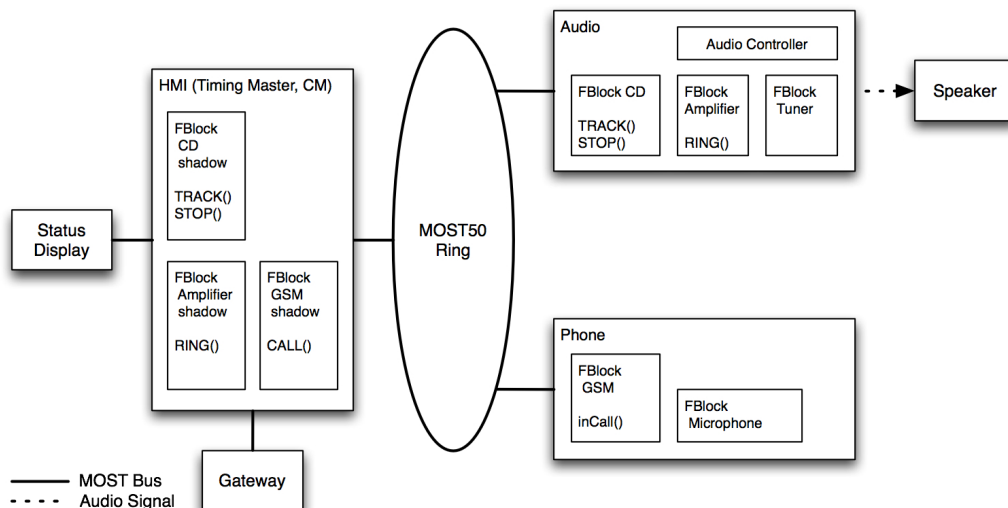 Status
Display
HMI (Timing Master, CM)
FBlock
CD
shadow
TRACK()
STOP()
FBlock
Amplifier
shadow
RING()
FBlock
GSM
shadow
CALL()
Gateway
MOST50
Ring
Audio
Audio Controller
FBlock CD
TRACK()
STOP()
FBlock
Amplifier
RING()
FBlock
Tuner
Speaker
Phone
FBlock
GSM
inCall()
FBlock
Microphone
MOST Bus
Audio Signal